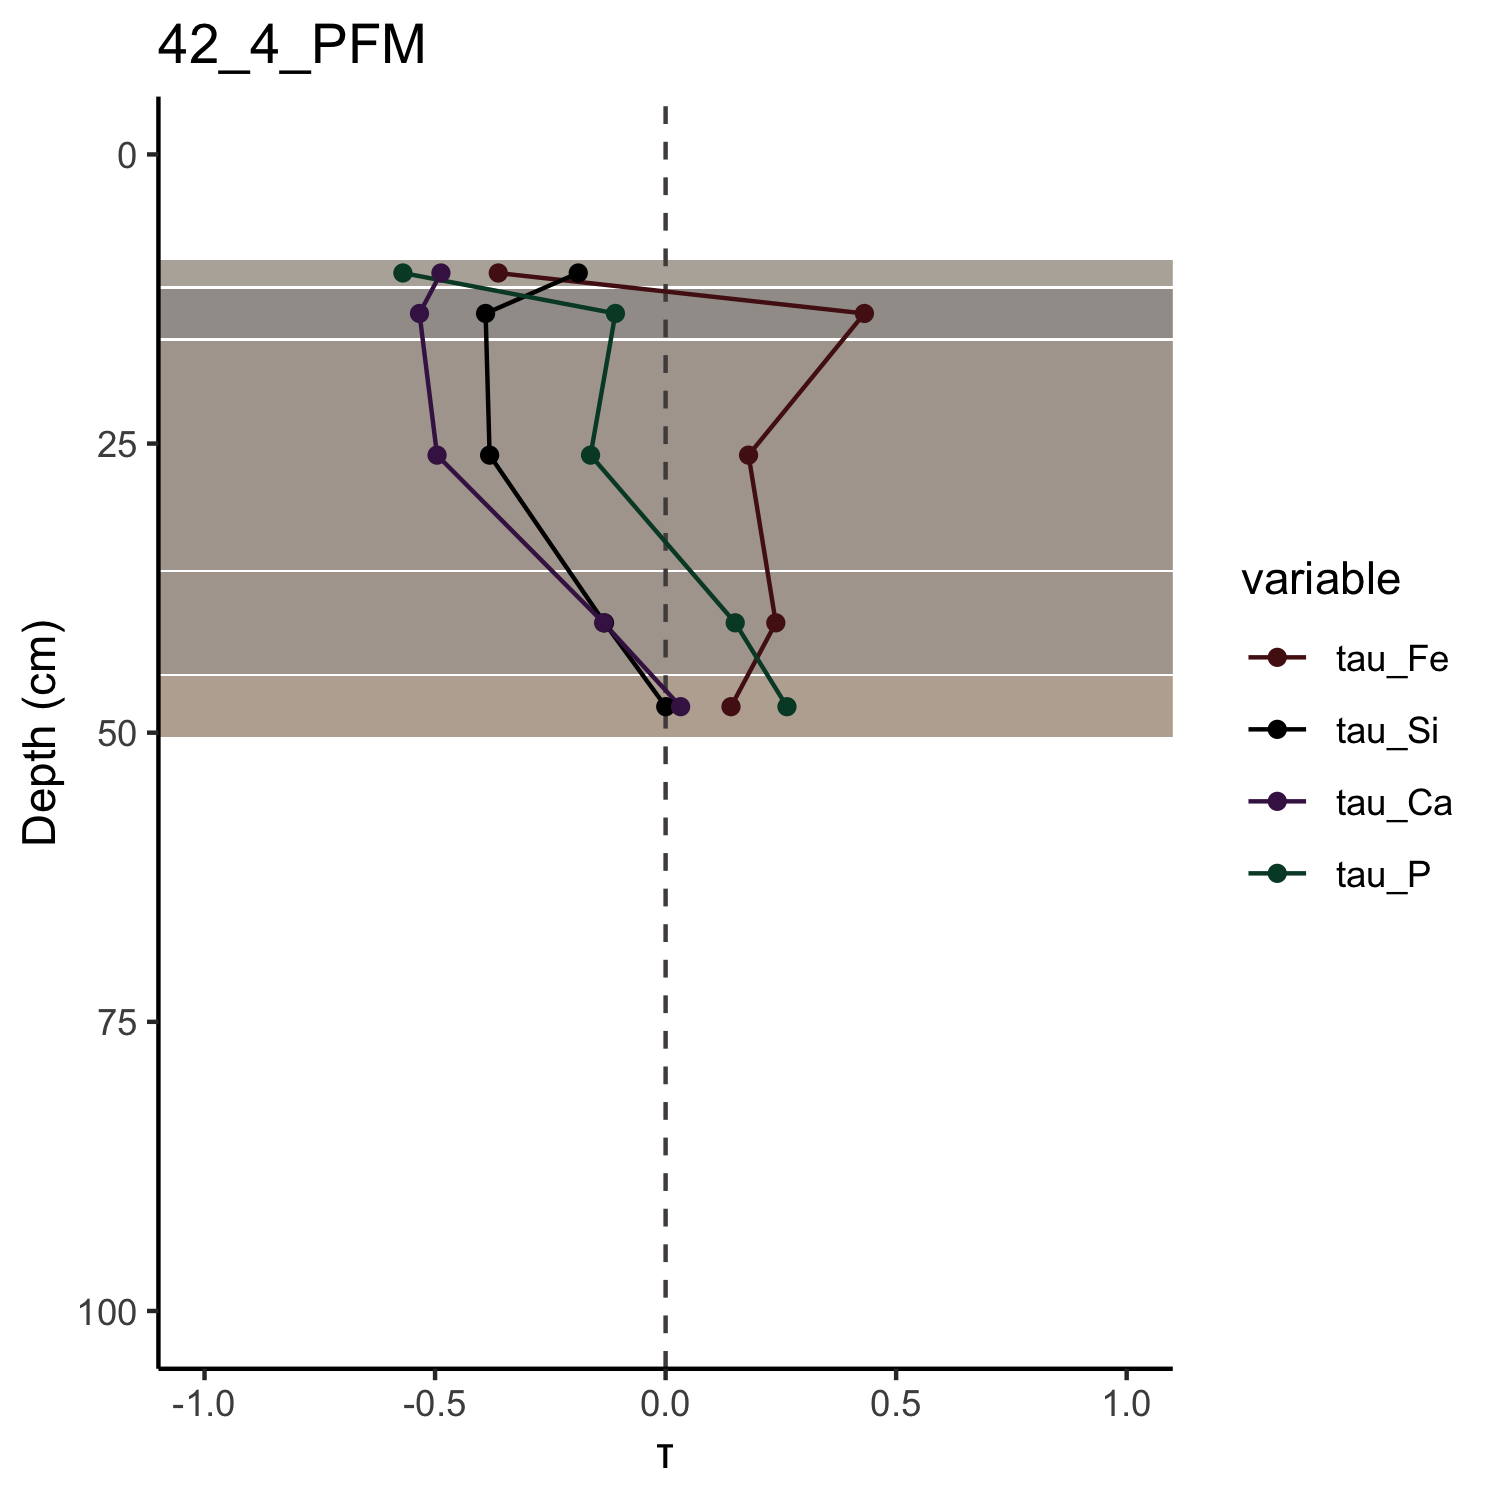 42_4_PFM
0
25
50
75
100
Depth (cm)
-1.0
-0.5
0.0
0.5
1.0
τ
variable
tau_Fe
tau_Si
tau_Ca
tau_P